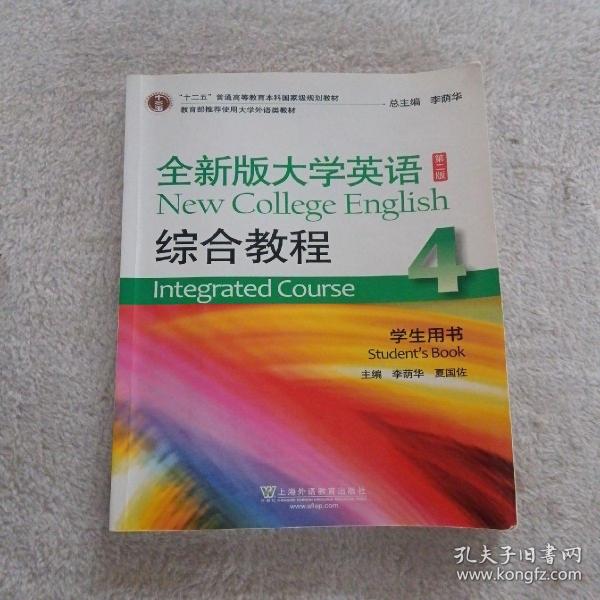 "十二五"普通高等教育本科国家级规划教材
教育部推荐使用大学外语类教材
总主编 李荫华
全新版大学英语 第二版
New College English
综合教程 4
Integrated Course
学生用书
Student's Book
主编 李荫华 夏国佐
上海外语教育出版社
www.sflep.com
孔夫子旧书网
www.kongfz.com